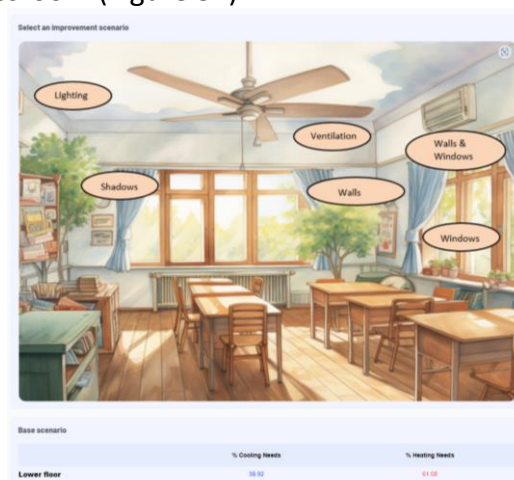 Select an improvement scenario
Lighting
Ventilation
Walls &
Windows
Shadows
Walls
Windows
Base scenario
% Cooling Needs % Heating Needs
Lower floor